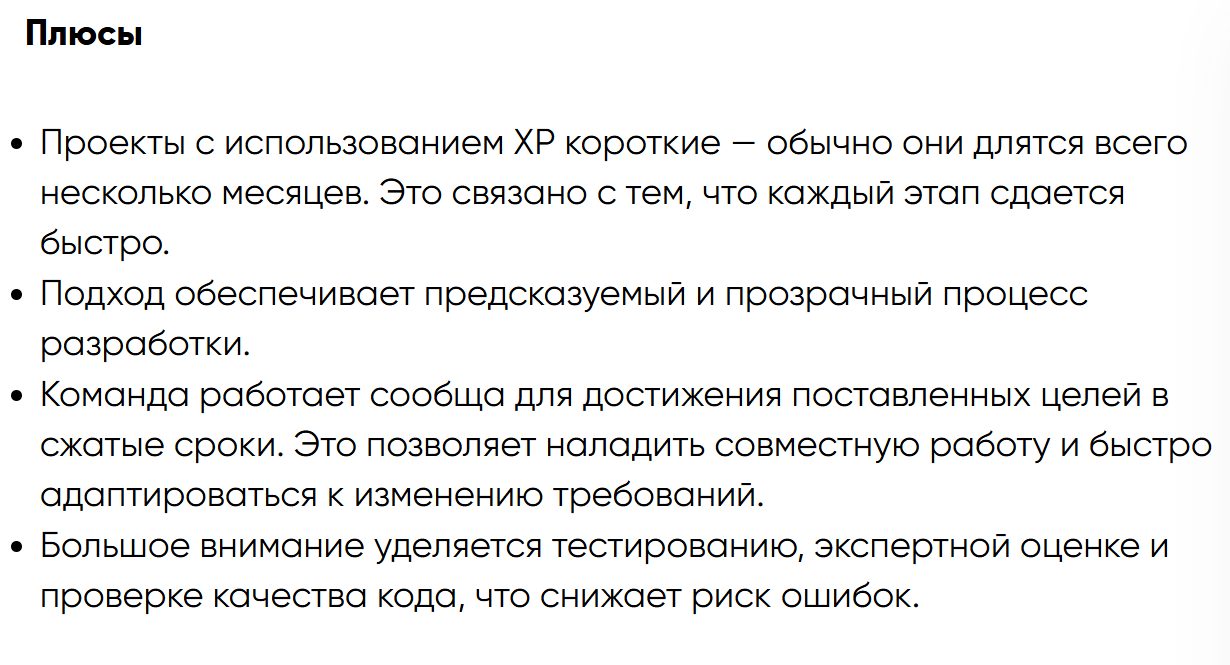 Плюсы
• Проекты с использованием XP короткие — обычно они длятся всего
несколько месяцев. Это связано с тем, что каждый этап сдается
быстро.
• Подход обеспечивает предсказуемый и прозрачный процесс
разработки.
• Команда работает сообща для достижения поставленных целей в
сжатые сроки. Это позволяет наладить совместную работу и быстро
адаптироваться к изменению требований.
• Большое внимание уделяется тестированию, экспертной оценке и
проверке качества кода, что снижает риск ошибок.